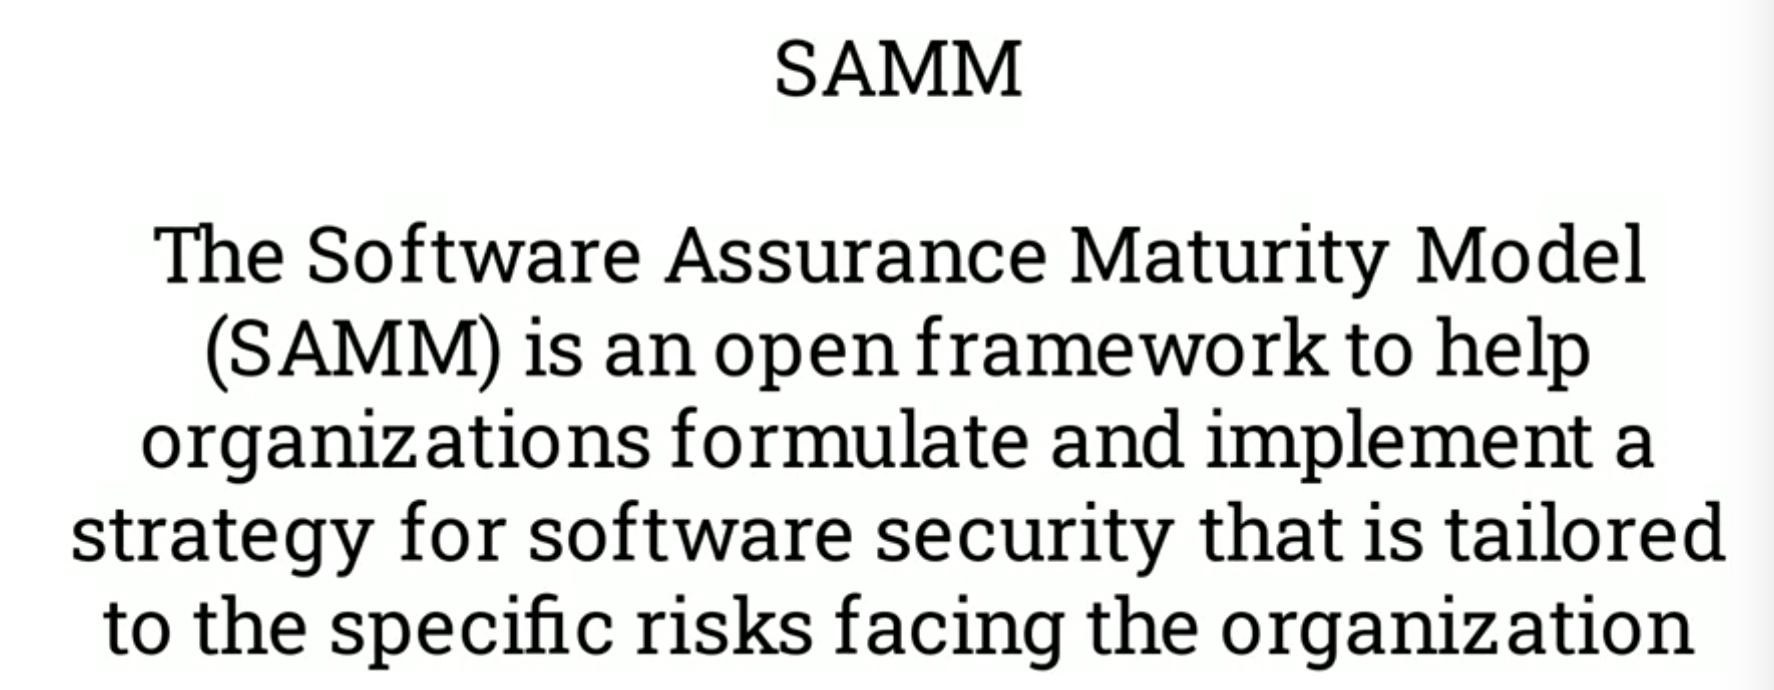 SAMM
The Software Assurance Maturity Model
(SAMM) is an open framework to help
organizations formulate and implement a
strategy for software security that is tailored
to the specific risks facing the organization